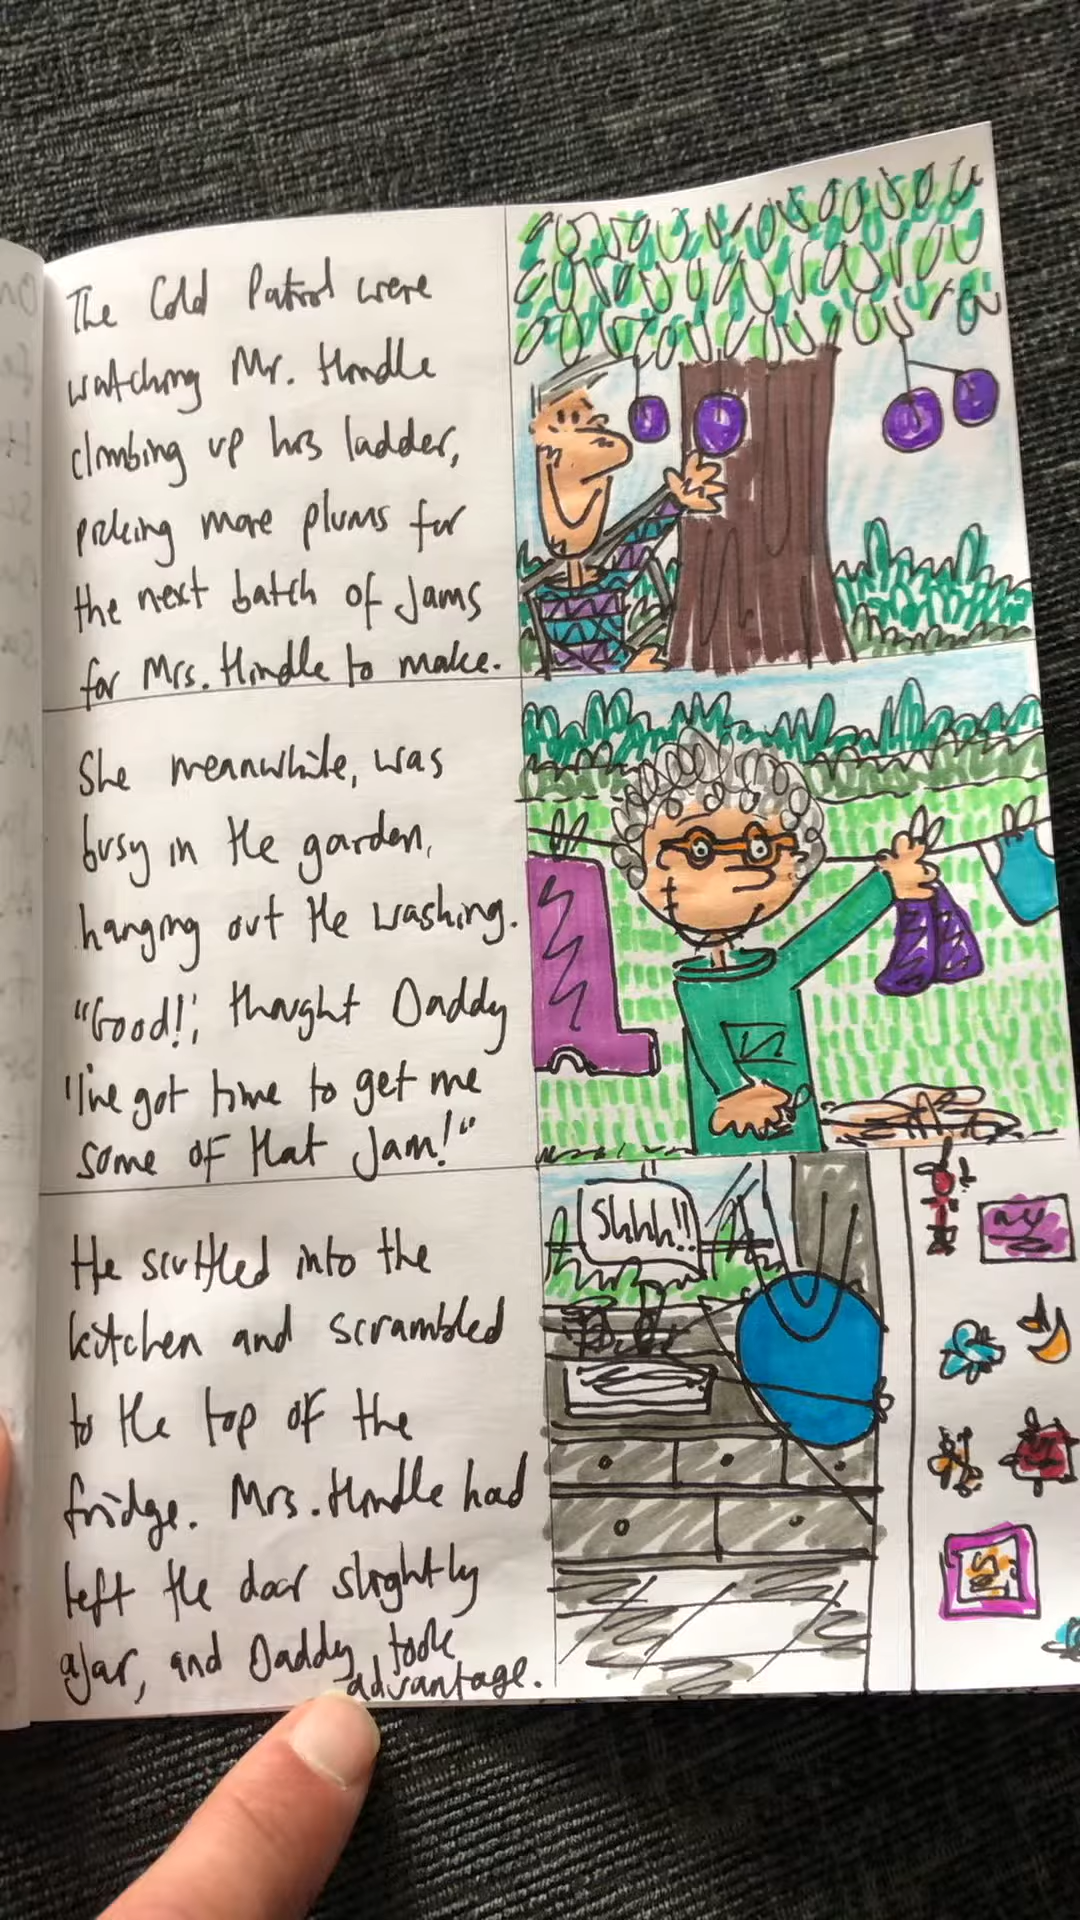 The Cold Patrol were
watching Mr. Hindle
climbing up his ladder,
picking more plums for
the next batch of Jams
for Mrs. Hindle to make.
She meanwhile, was
busy in the garden,
hanging out the washing.
"Good!', thought Daddy
"I've got time to get me
some of that Jam!"
He scuttled into the
kitchen and scrambled
to the top of the
fridge. Mrs. Hindle had
left the door slightly
ajar, and Daddy took
advantage.
Shhh!!